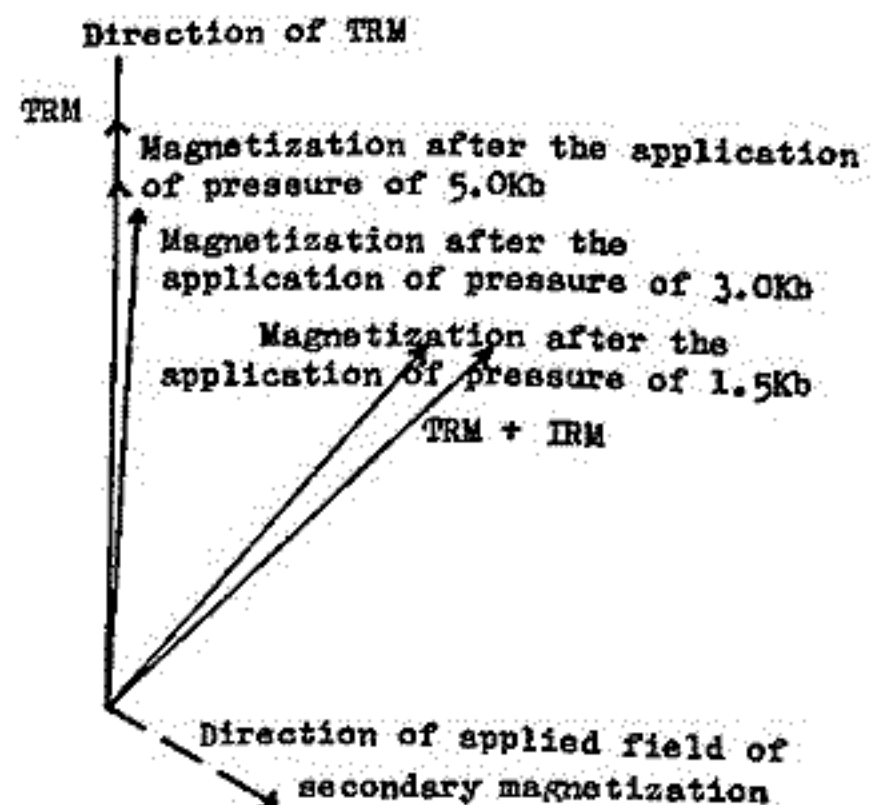 Direction of TRM
TRM
Magnetization after the application
of pressure of 5.0Kb
Magnetization after the
application of pressure of 3.0Kb
Magnetization after the
application of pressure of 1.5Kb
TRM + IRM
Direction of applied field of
secondary magnetization